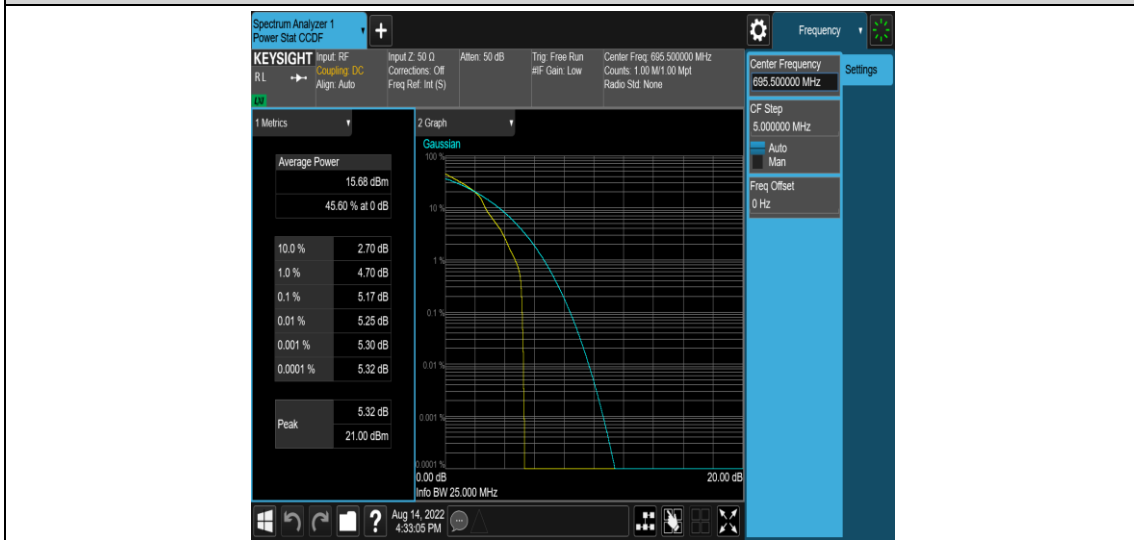 Spectrum Analyzer 1
Power Stat CCDF
Frequency
KEYSIGHT
RL
LXI
Input: RF
Coupling: DC
Align: Auto
Input Z: 50 Ω
Corrections: Off
Freq Ref: Int (S)
Atten: 50 dB
Trig: Free Run
#IF Gain: Low
Center Freq: 695.500000 MHz
Counts: 1.00 M/1.00 Mpt
Radio Std: None
Center Frequency
695.500000 MHz
Settings
CF Step
5.000000 MHz
Auto
Man
Freq Offset
0 Hz
1 Metrics
Average Power
15.68 dBm
45.60 % at 0 dB
10.0 % 2.70 dB
1.0 % 4.70 dB
0.1 % 5.17 dB
0.01 % 5.25 dB
0.001 % 5.30 dB
0.0001 % 5.32 dB
Peak
5.32 dB
21.00 dBm
2 Graph
Gaussian
100 %
10 %
1 %
0.1 %
0.01 %
0.001 %
0.0001 %
0.00 dB 20.00 dB
Info BW 25.000 MHz
?
Aug 14, 2022
4:33:05 PM